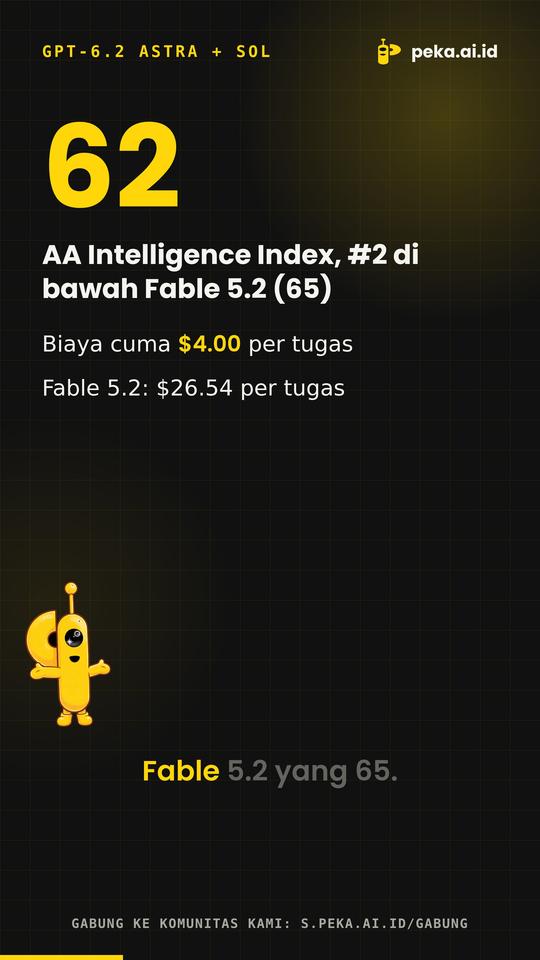 GPT-6.2 ASTRA + SOL
peka.ai.id
62
AA Intelligence Index, #2 di
bawah Fable 5.2 (65)
Biaya cuma $4.00 per tugas
Fable 5.2: $26.54 per tugas
Fable 5.2 yang 65.
GABUNG KE KOMUNITAS KAMI: S.PEKA.AI.ID/GABUNG